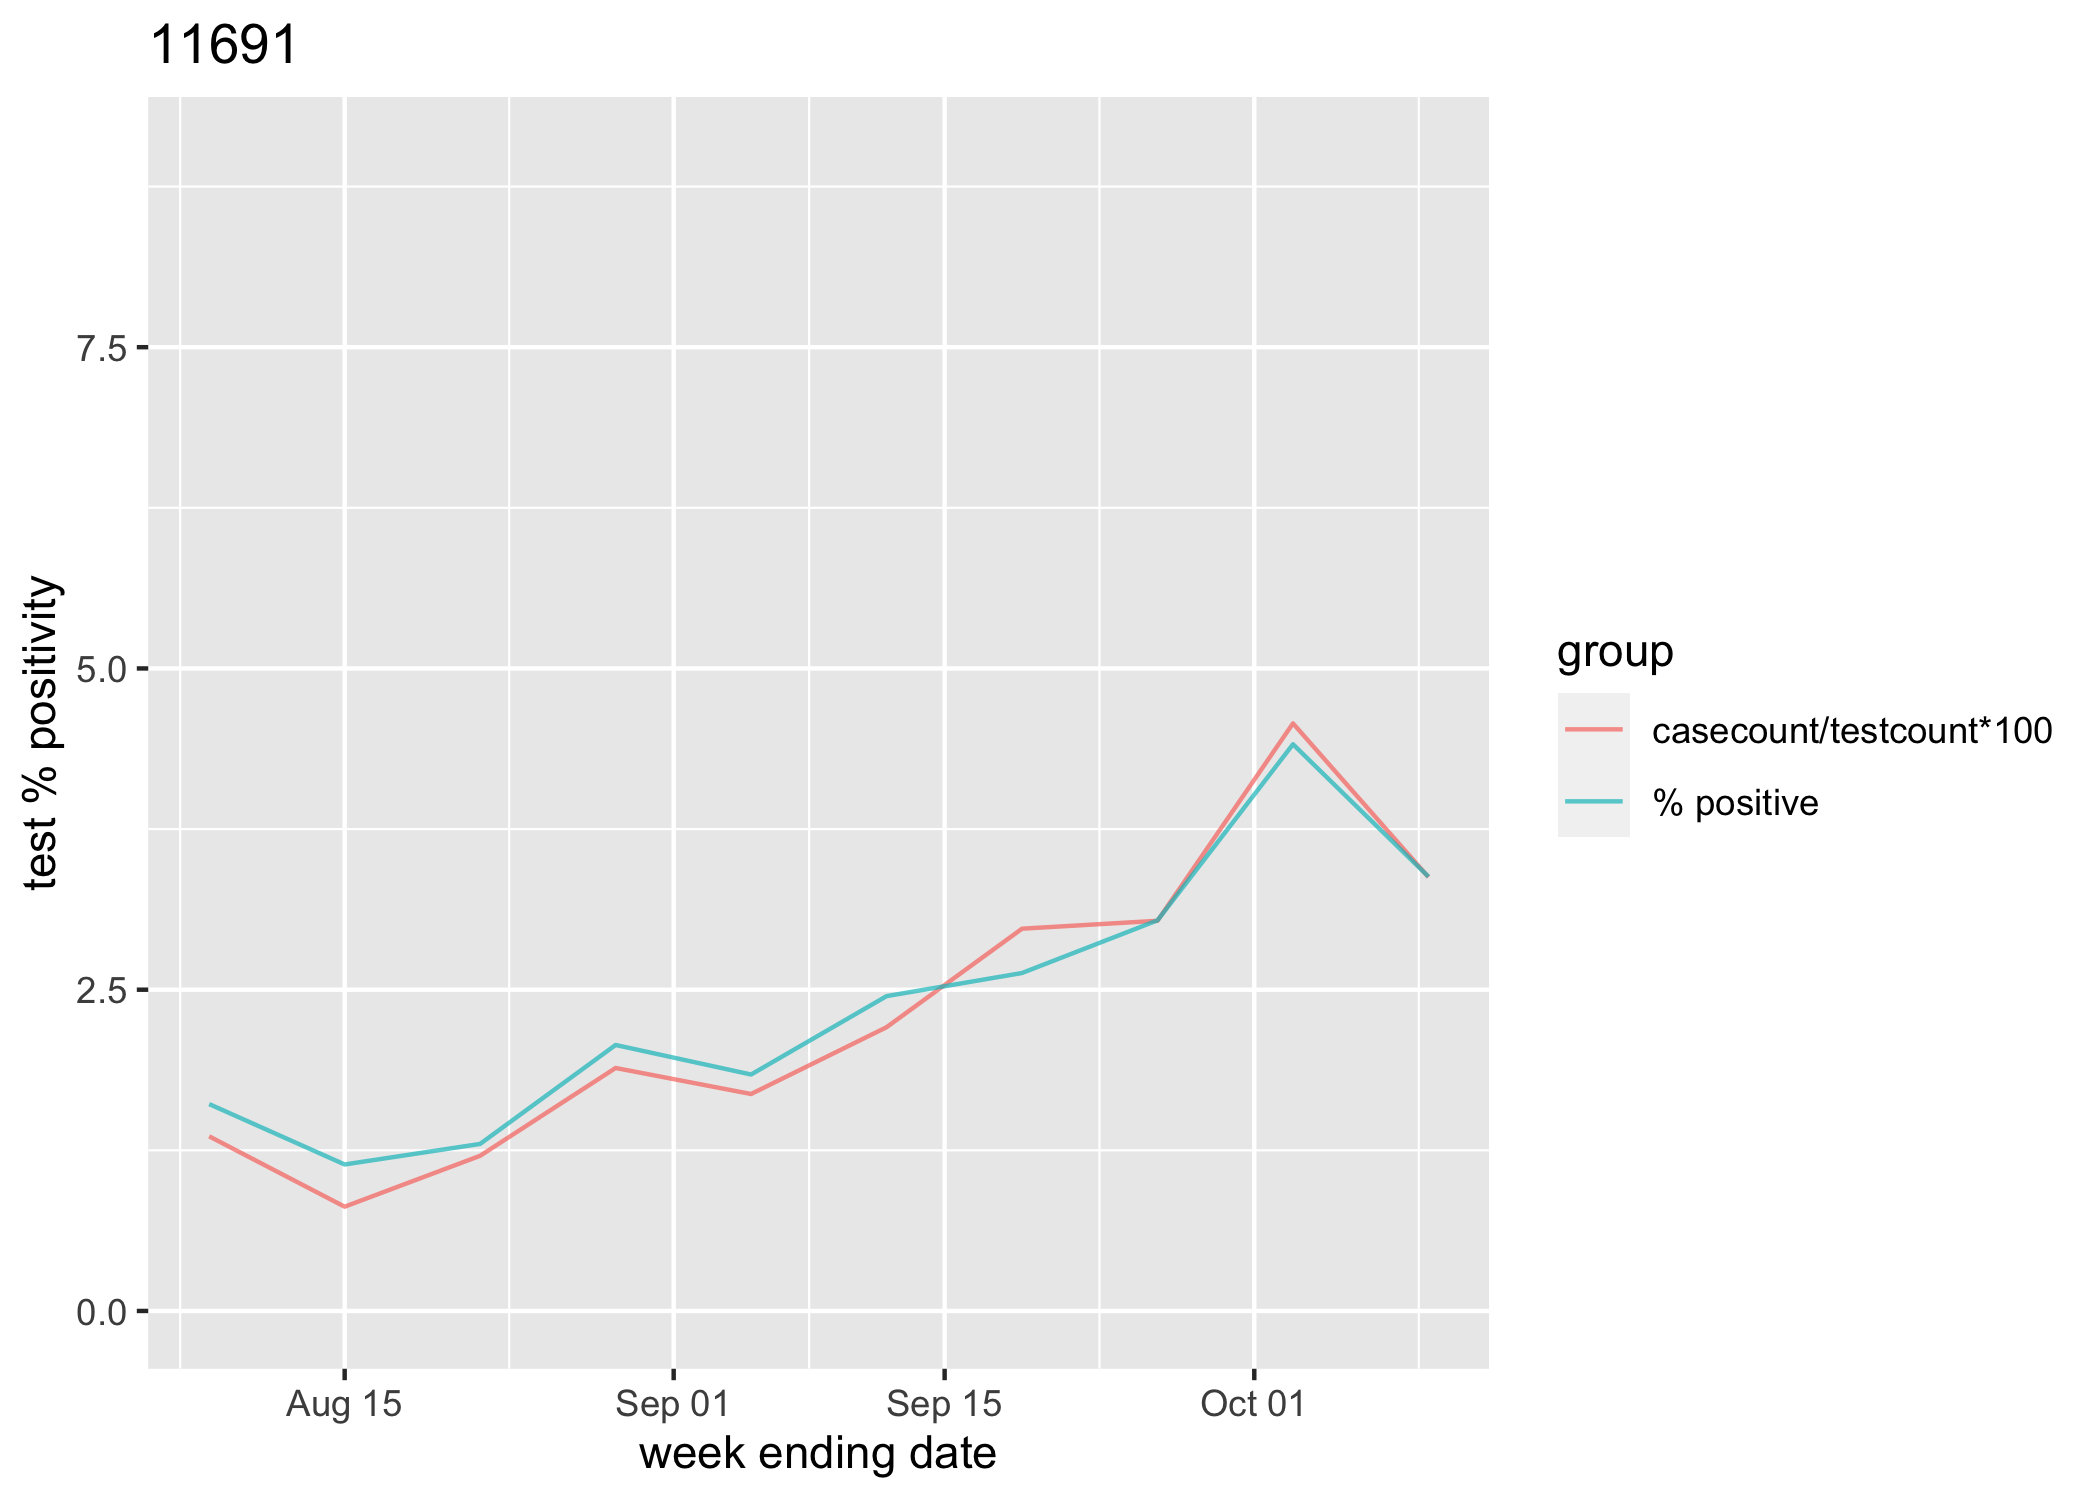 11691
test % positivity
7.5
5.0
2.5
0.0
Aug 15
Sep 01
Sep 15
Oct 01
week ending date
group
casecount/testcount*100
% positive